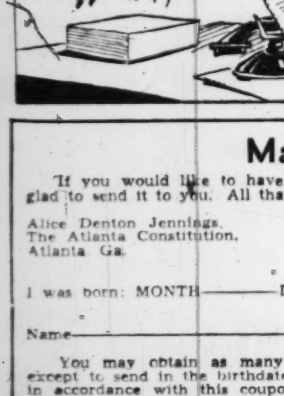 Ma
If you would like to have
glad to send it to you. All tha
Alice Denton Jennings,
The Atlanta Constitution,
Atlanta Ga.
I was born: MONTH
Name
You may obtain as many
except to send in the birthdate
in accordance with this coupo